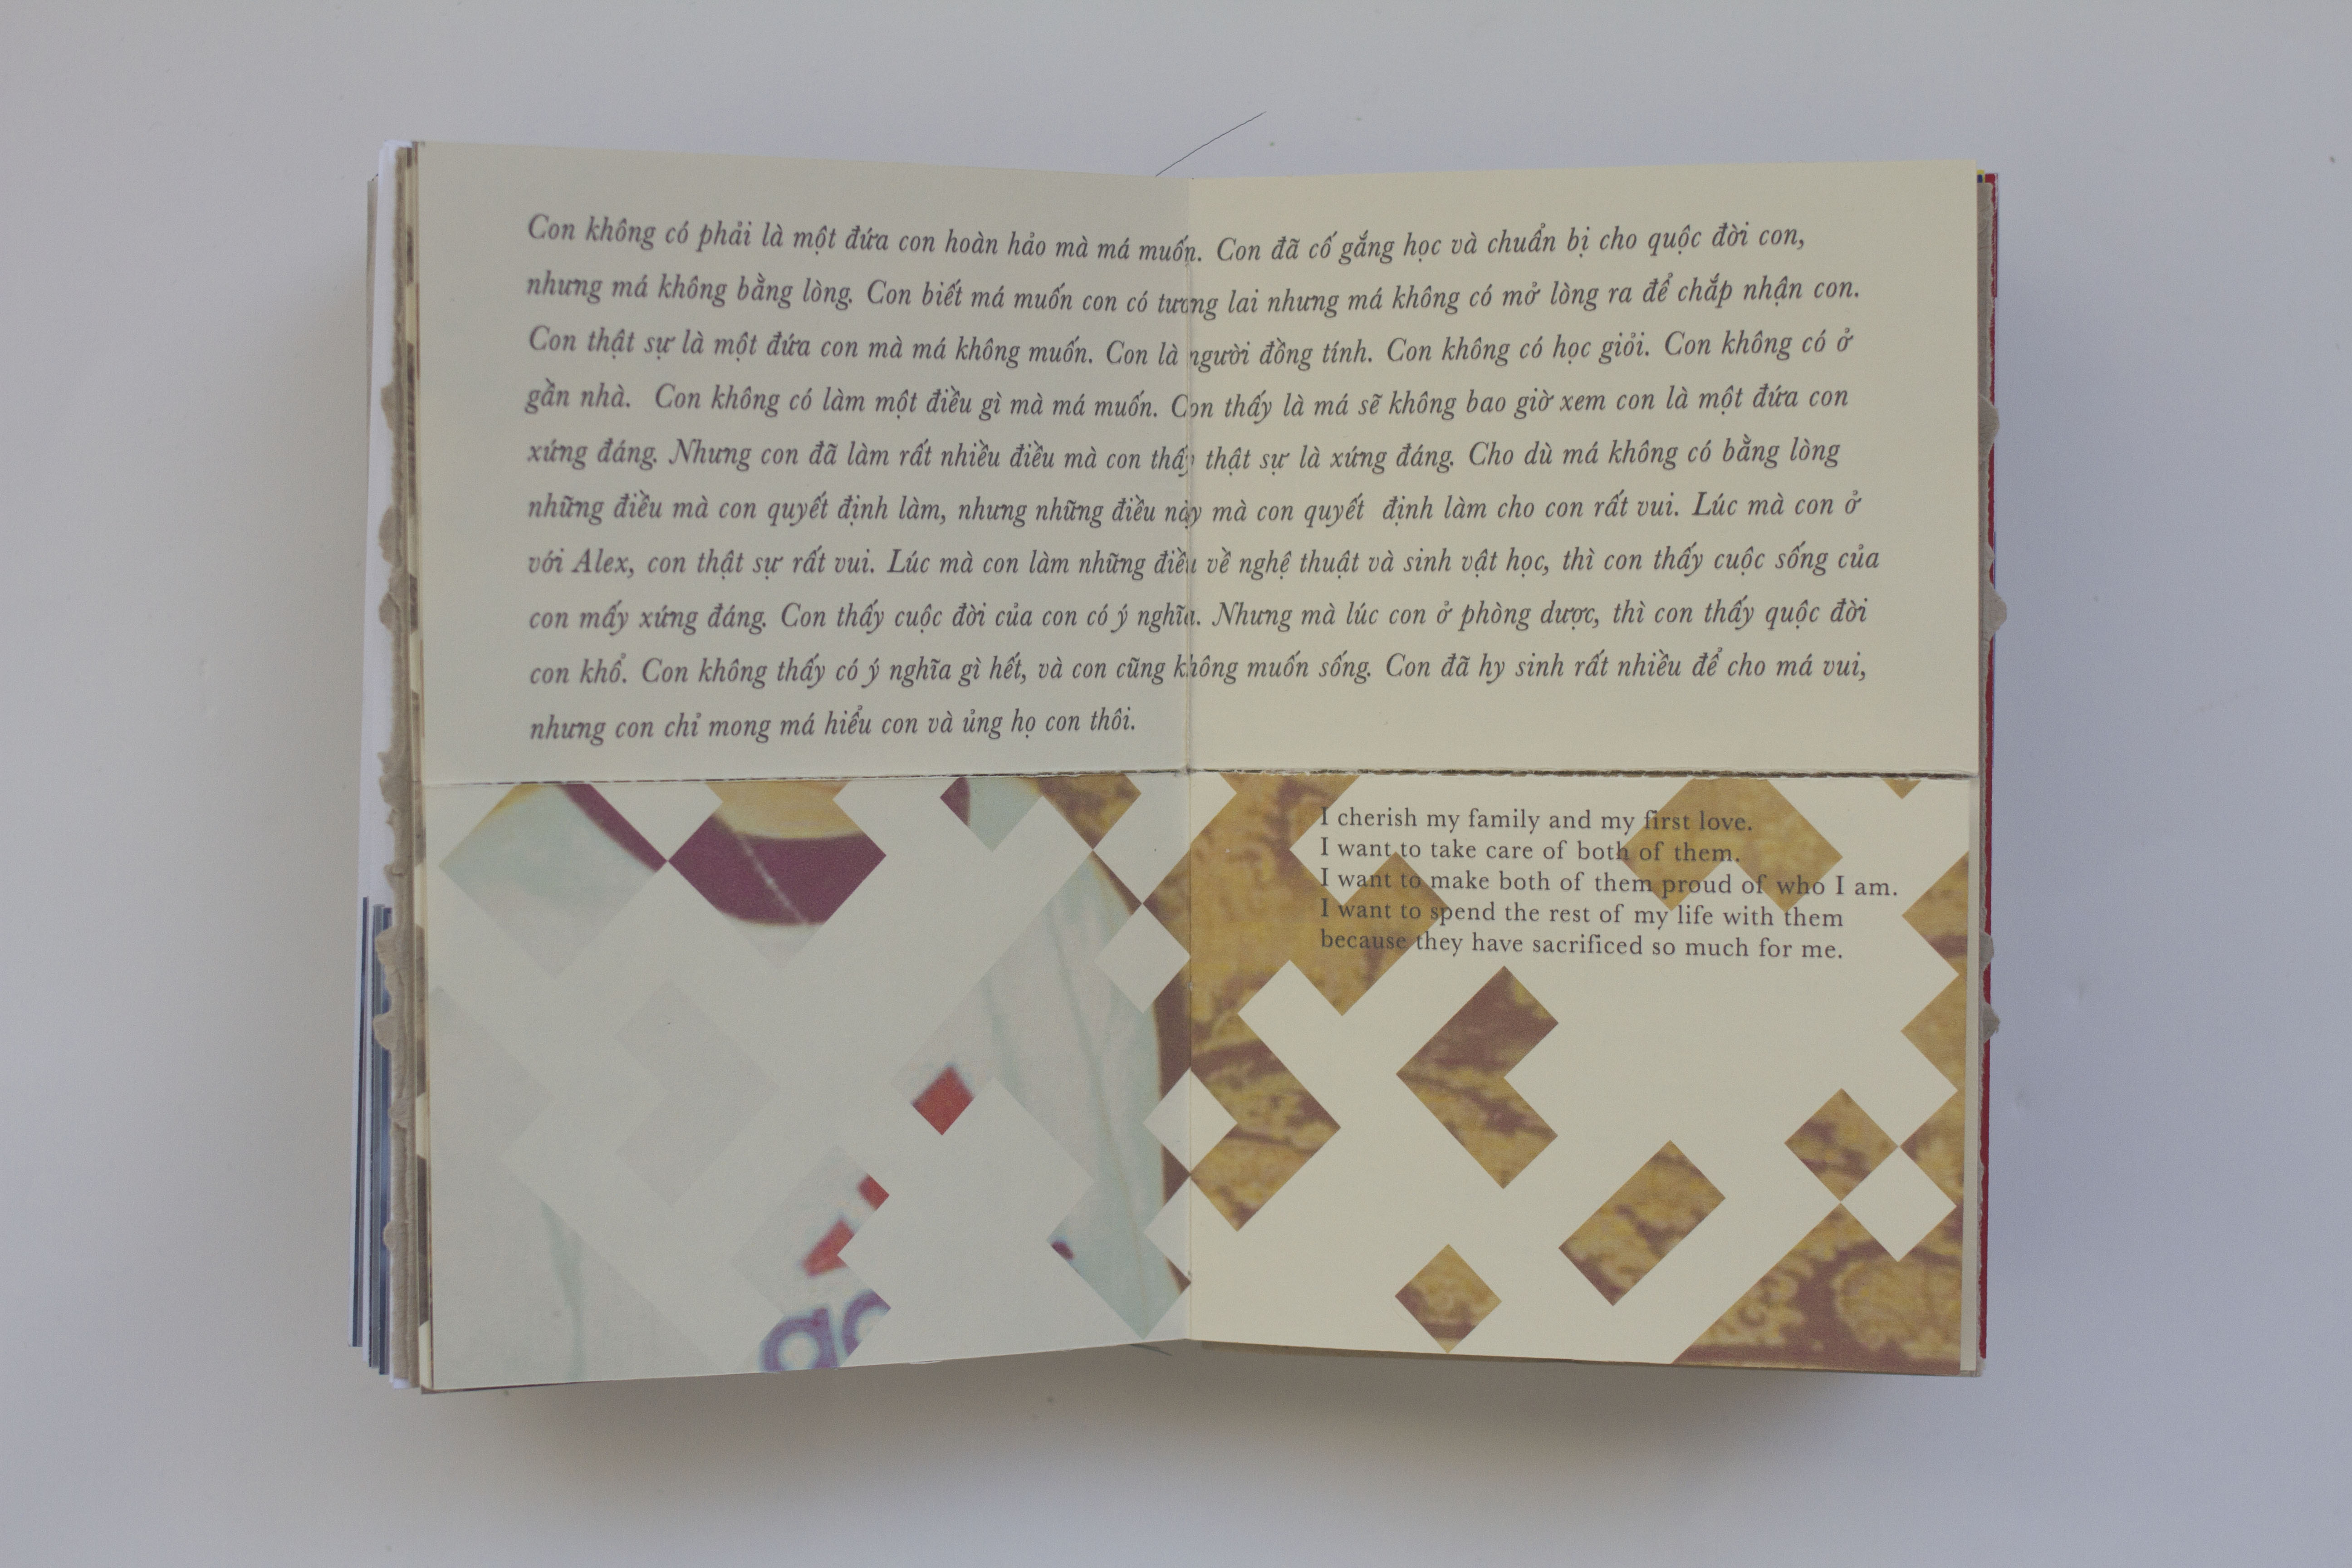 Con không có phải là một đứa con hoàn hảo mà má muốn. Con đã cố gắng học và chuẩn bị cho quộc đời con,
nhưng má không bằng lòng. Con biết má muốn con có tương lai nhưng má không có mở lòng ra để chắp nhận con.
Con thật sự là một đứa con mà má không muốn. Con là người đồng tính. Con không có học giỏi. Con không có ở
gần nhà. Con không có làm một điều gì mà má muốn. Con thấy là má sẽ không bao giờ xem con là một đứa con
xứng đáng. Nhưng con đã làm rất nhiều điều mà con thấy thật sự là xứng đáng. Cho dù má không có bằng lòng
những điều mà con quyết định làm, nhưng những điều này mà con quyết định làm cho con rất vui. Lúc mà con ở
với Alex, con thật sự rất vui. Lúc mà con làm những điều về nghệ thuật và sinh vật học, thì con thấy cuộc sống của
con mấy xứng đáng. Con thấy cuộc đời của con có ý nghĩa. Nhưng mà lúc con ở phòng dược, thì con thấy quộc đời
con khổ. Con không thấy có ý nghĩa gì hết, và con cũng không muốn sống. Con đã hy sinh rất nhiều để cho má vui,
nhưng con chỉ mong má hiểu con và ủng họ con thôi.
I cherish my family and my first love.
I want to take care of both of them.
I want to make both of them proud of who I am.
I want to spend the rest of my life with them
because they have sacrificed so much for me.